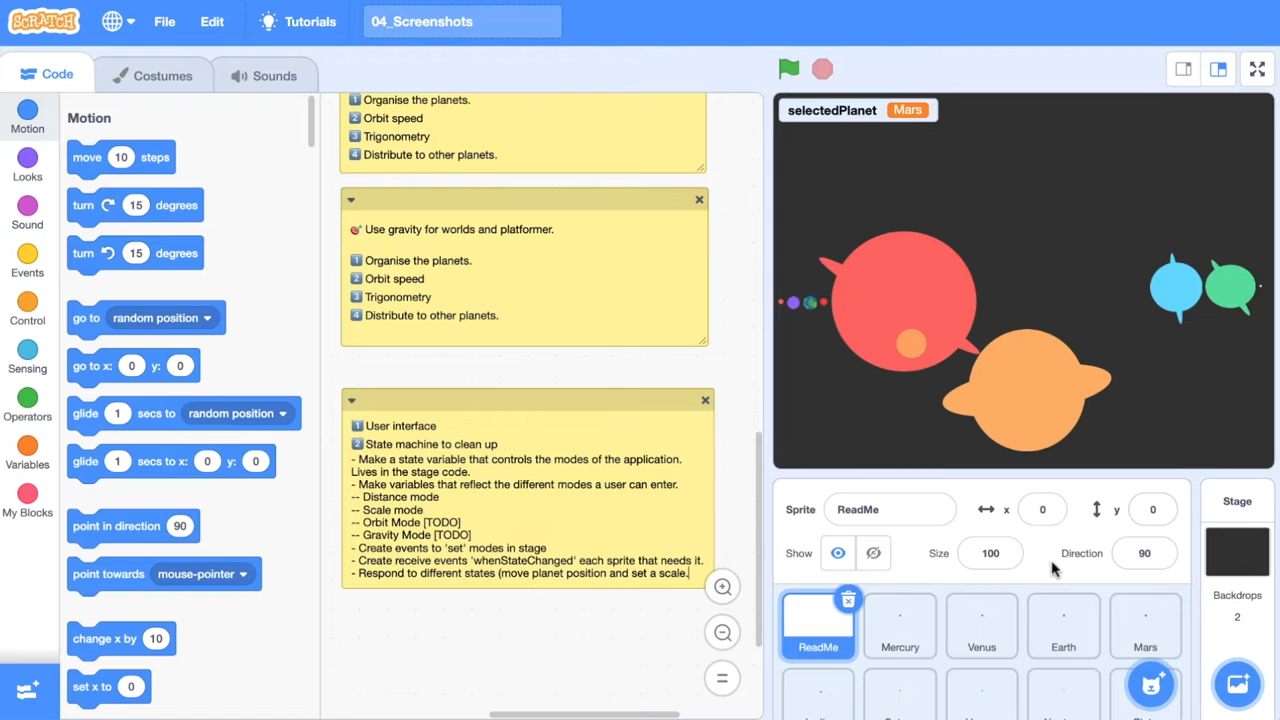 SCRATCH
File
Edit
Tutorials
04_Screenshots
Code
Costumes
Sounds
Motion
Looks
Sound
Events
Control
Sensing
Operators
Variables
My Blocks
Motion
move 10 steps
turn 15 degrees
turn 15 degrees
go to random position
go to x: 0 y: 0
glide 1 secs to random position
glide 1 secs to x: 0 y: 0
point in direction 90
point towards mouse-pointer
change x by 10
set x to 0
1 Organise the planets.
2 Orbit speed
3 Trigonometry
4 Distribute to other planets.
🎯 Use gravity for worlds and platformer.
1 Organise the planets.
2 Orbit speed
3 Trigonometry
4 Distribute to other planets.
1 User interface
2 State machine to clean up
- Make a state variable that controls the modes of the application.
Lives in the stage code.
- Make variables that reflect the different modes a user can enter.
-- Distance mode
-- Scale mode
-- Orbit Mode [TODO]
-- Gravity Mode [TODO]
- Create events to 'set' modes in stage
- Create receive events 'whenStateChanged' each sprite that needs it.
- Respond to different states (move planet position and set a scale.
selectedPlanet Mars
Sprite ReadMe x 0 y 0
Show Size 100 Direction 90
ReadMe
Mercury
Venus
Earth
Mars
Stage
Backdrops
2